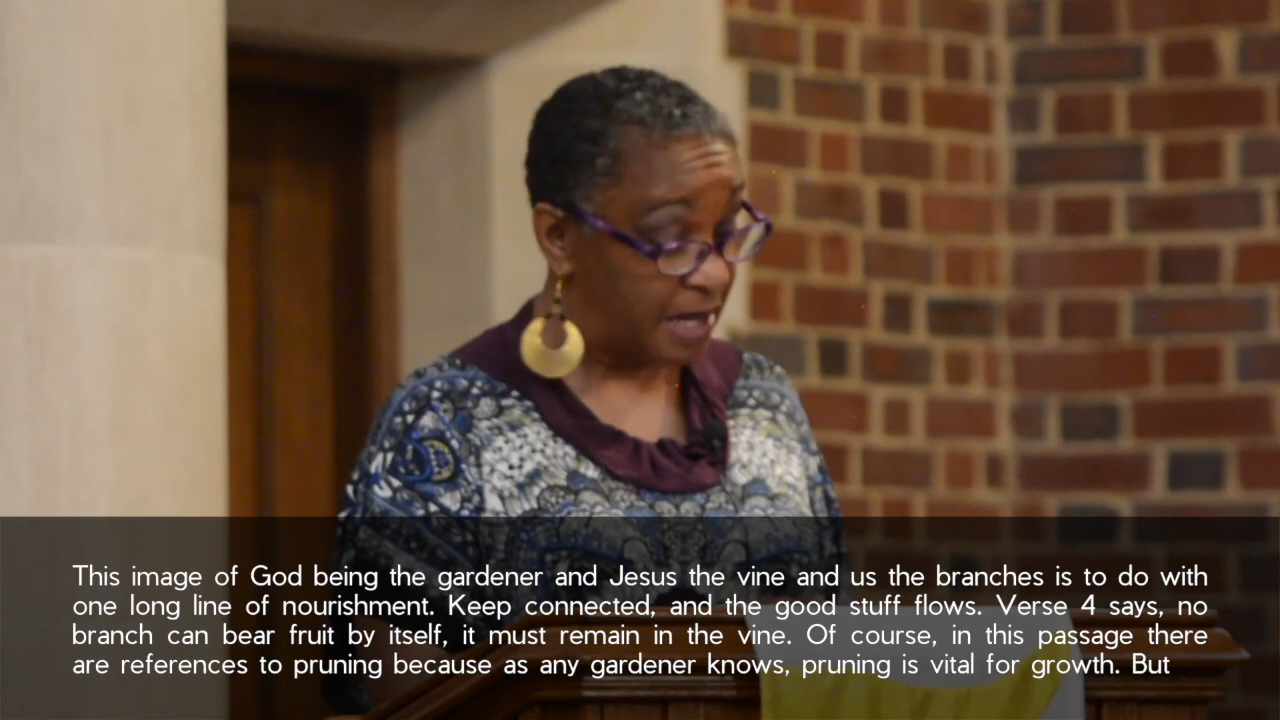 This image of God being the gardener and Jesus the vine and us the branches is to do with
one long line of nourishment. Keep connected, and the good stuff flows. Verse 4 says, no
branch can bear fruit by itself, it must remain in the vine. Of course, in this passage there
are references to pruning because as any gardener knows, pruning is vital for growth. But